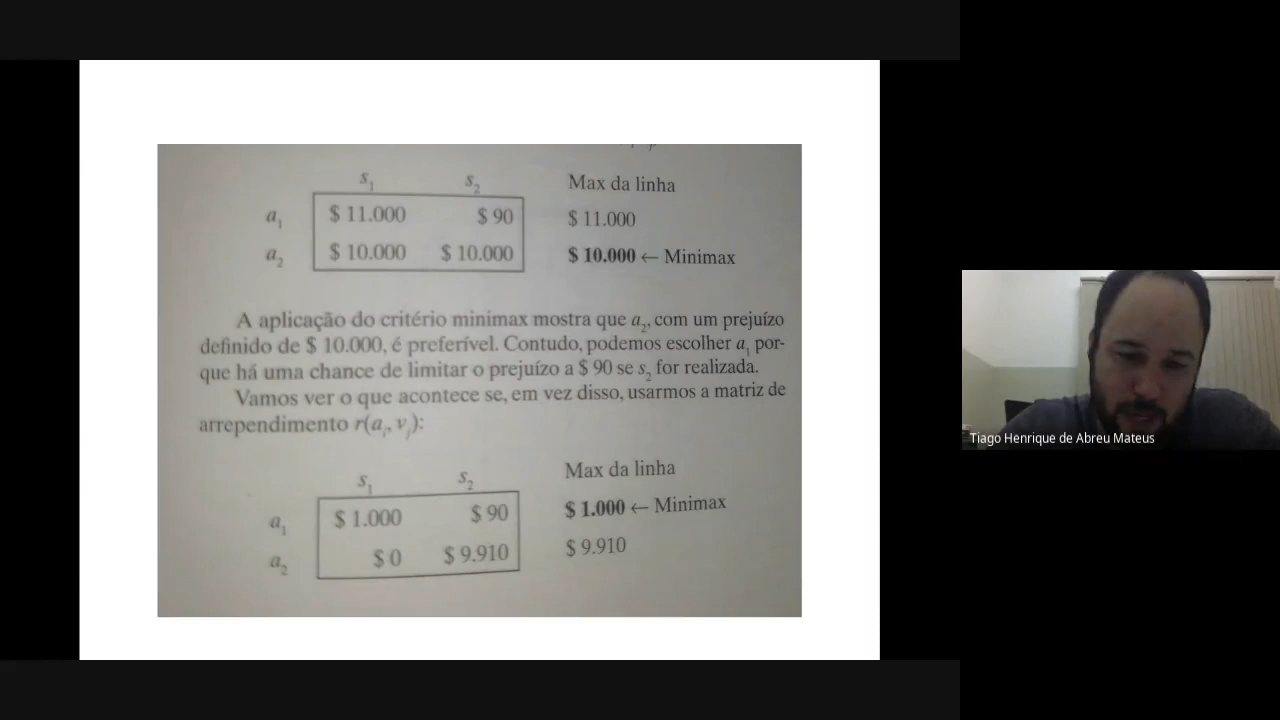 s1 s2 Max da linha
a1 $ 11.000 $ 90 $ 11.000
a2 $ 10.000 $ 10.000 $ 10.000 ← Minimax
A aplicação do critério minimax mostra que a2, com um prejuízo
definido de $ 10.000, é preferível. Contudo, podemos escolher a1 por-
que há uma chance de limitar o prejuízo a $ 90 se s2 for realizada.
Vamos ver o que acontece se, em vez disso, usarmos a matriz de
arrependimento r(ai, vj):
s1 s2 Max da linha
a1 $ 1.000 $ 90 $ 1.000 ← Minimax
a2 $ 0 $ 9.910 $ 9.910
Tiago Henrique de Abreu Mateus